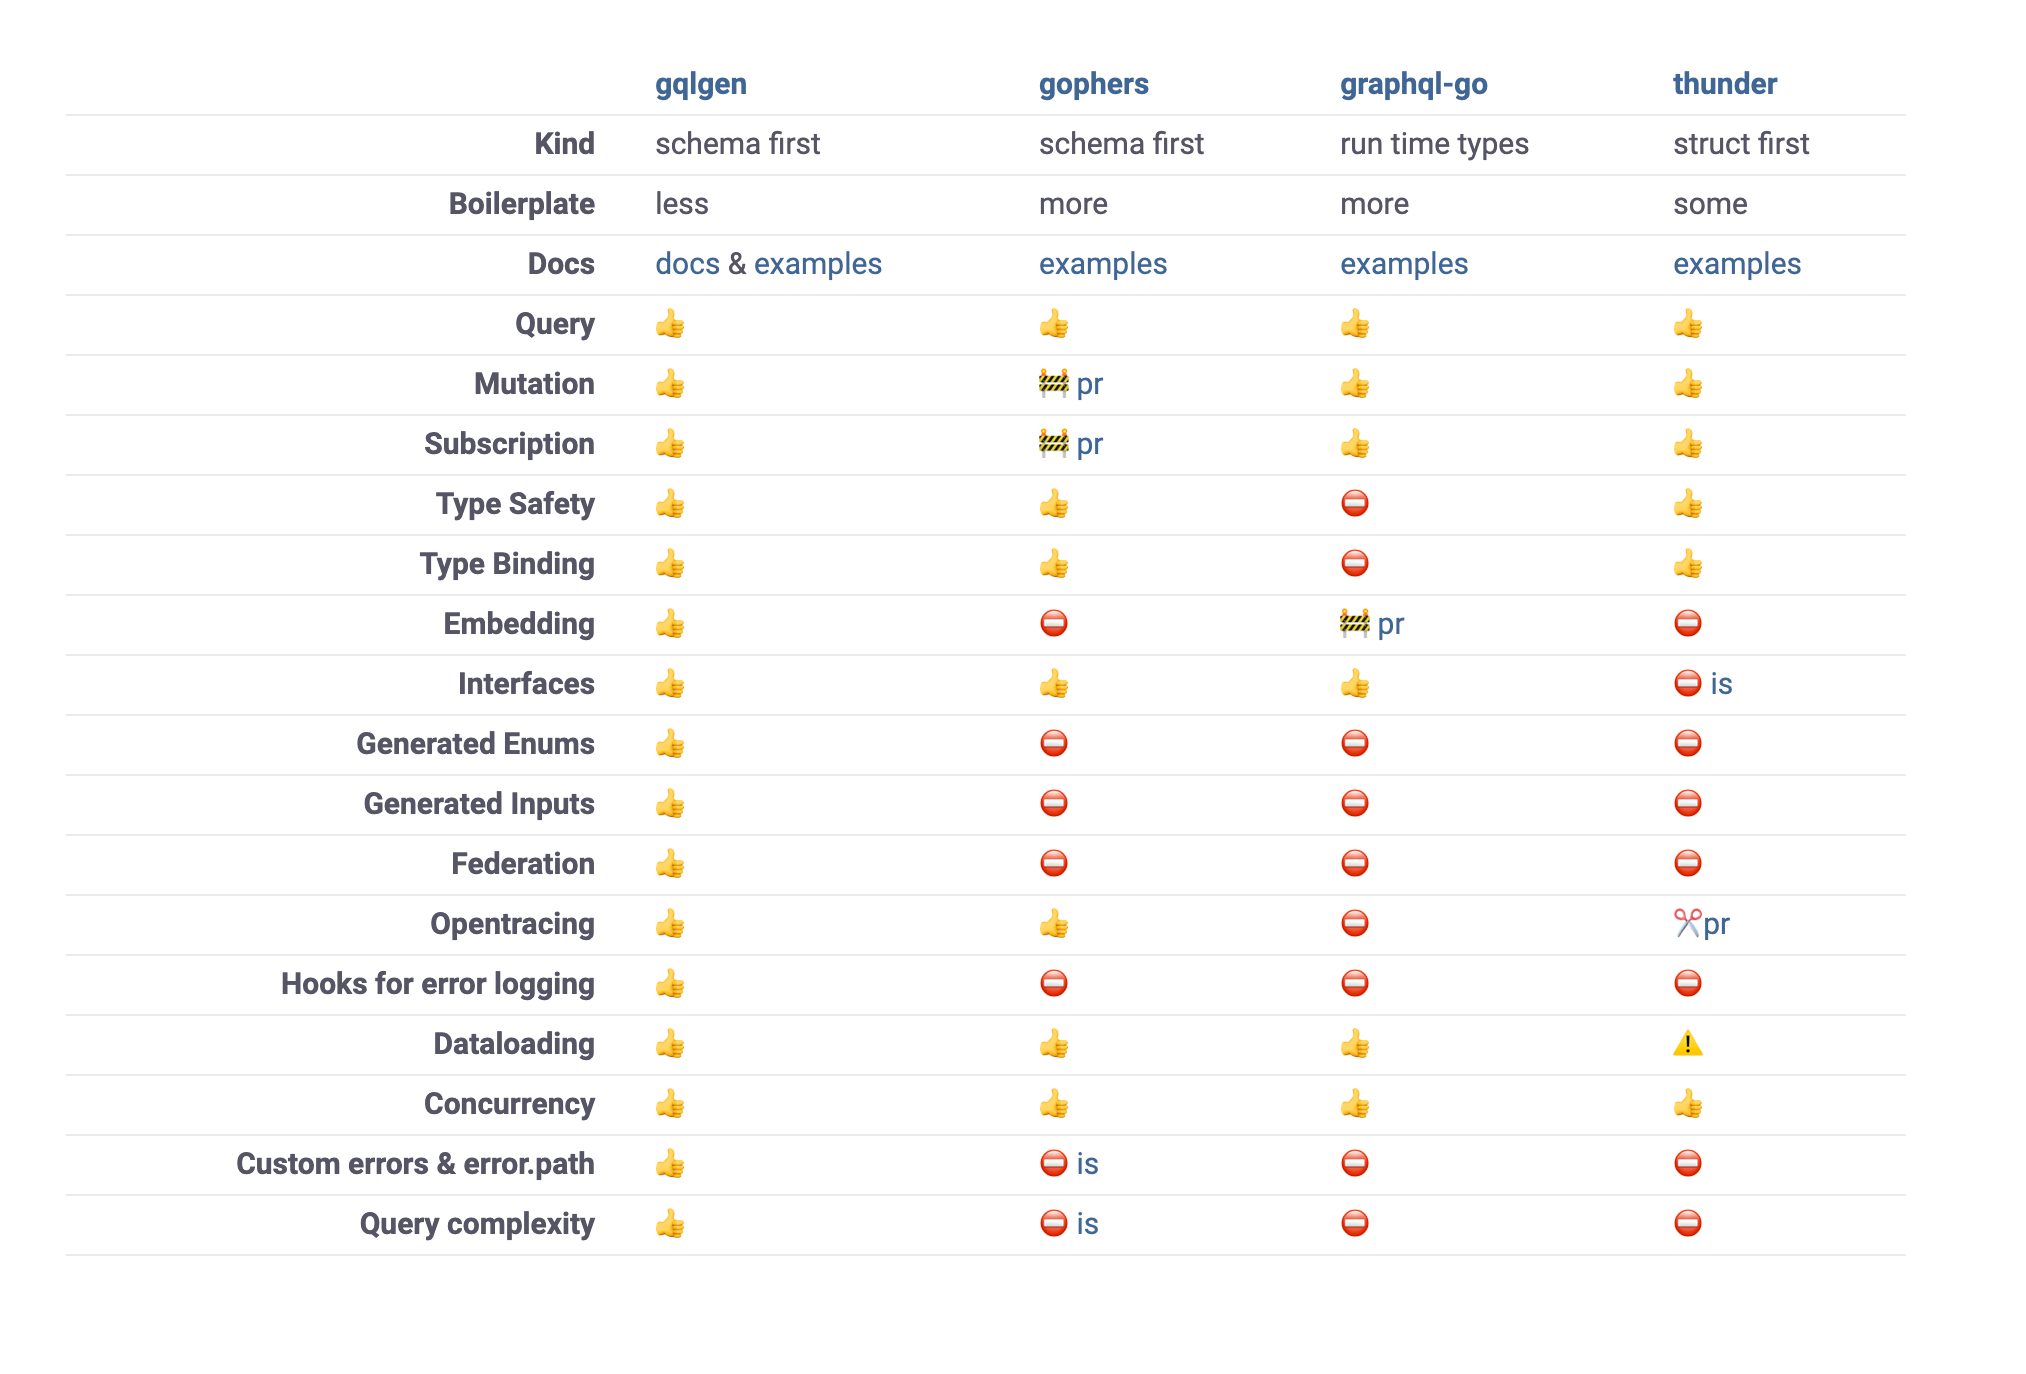 gqlgen gophers graphql-go thunder
Kind schema first schema first run time types struct first
Boilerplate less more more some
Docs docs & examples examples examples examples
Query 👍 👍 👍 👍
Mutation 👍 🚧 pr 👍 👍
Subscription 👍 🚧 pr 👍 👍
Type Safety 👍 👍 ⛔️ 👍
Type Binding 👍 👍 ⛔️ 👍
Embedding 👍 ⛔️ 🚧 pr ⛔️
Interfaces 👍 👍 👍 ⛔️ is
Generated Enums 👍 ⛔️ ⛔️ ⛔️
Generated Inputs 👍 ⛔️ ⛔️ ⛔️
Federation 👍 ⛔️ ⛔️ ⛔️
Opentracing 👍 👍 ⛔️ ✂️pr
Hooks for error logging 👍 ⛔️ ⛔️ ⛔️
Dataloading 👍 👍 👍 ⚠️
Concurrency 👍 👍 👍 👍
Custom errors & error.path 👍 ⛔️ is ⛔️ ⛔️
Query complexity 👍 ⛔️ is ⛔️ ⛔️